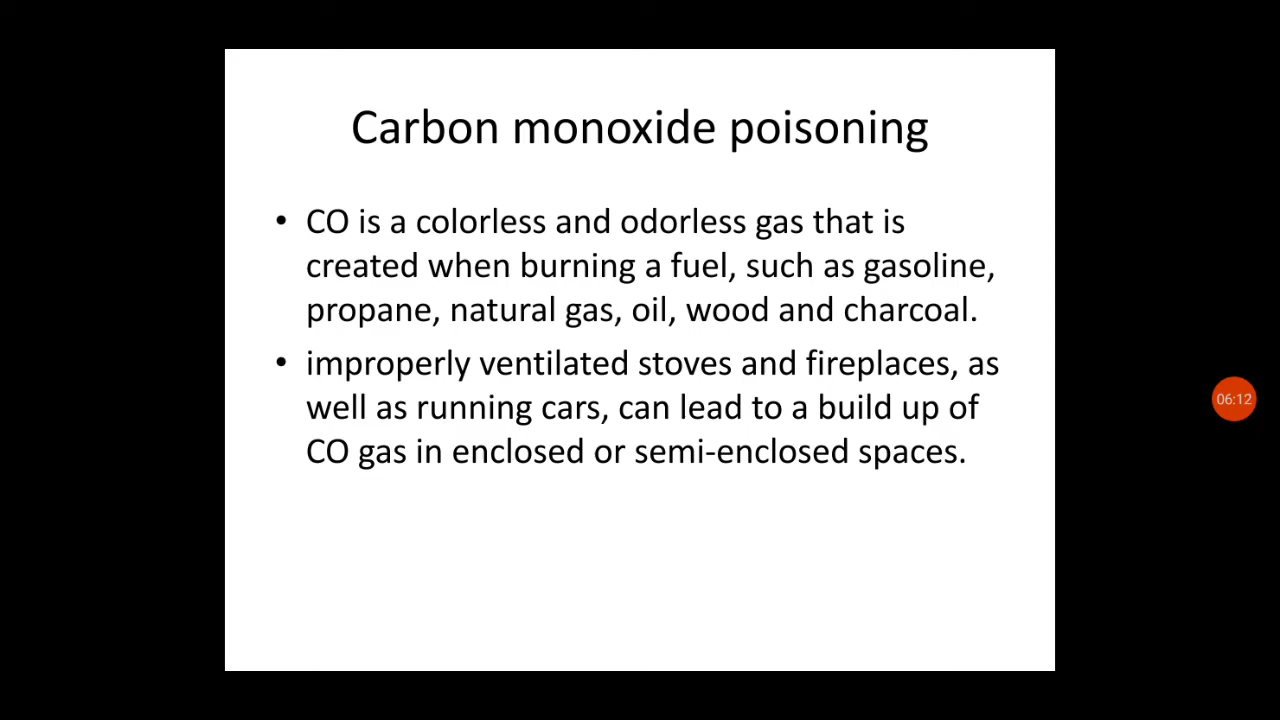 Carbon monoxide poisoning
• CO is a colorless and odorless gas that is
created when burning a fuel, such as gasoline,
propane, natural gas, oil, wood and charcoal.
• improperly ventilated stoves and fireplaces, as
well as running cars, can lead to a build up of
CO gas in enclosed or semi-enclosed spaces.
06:12